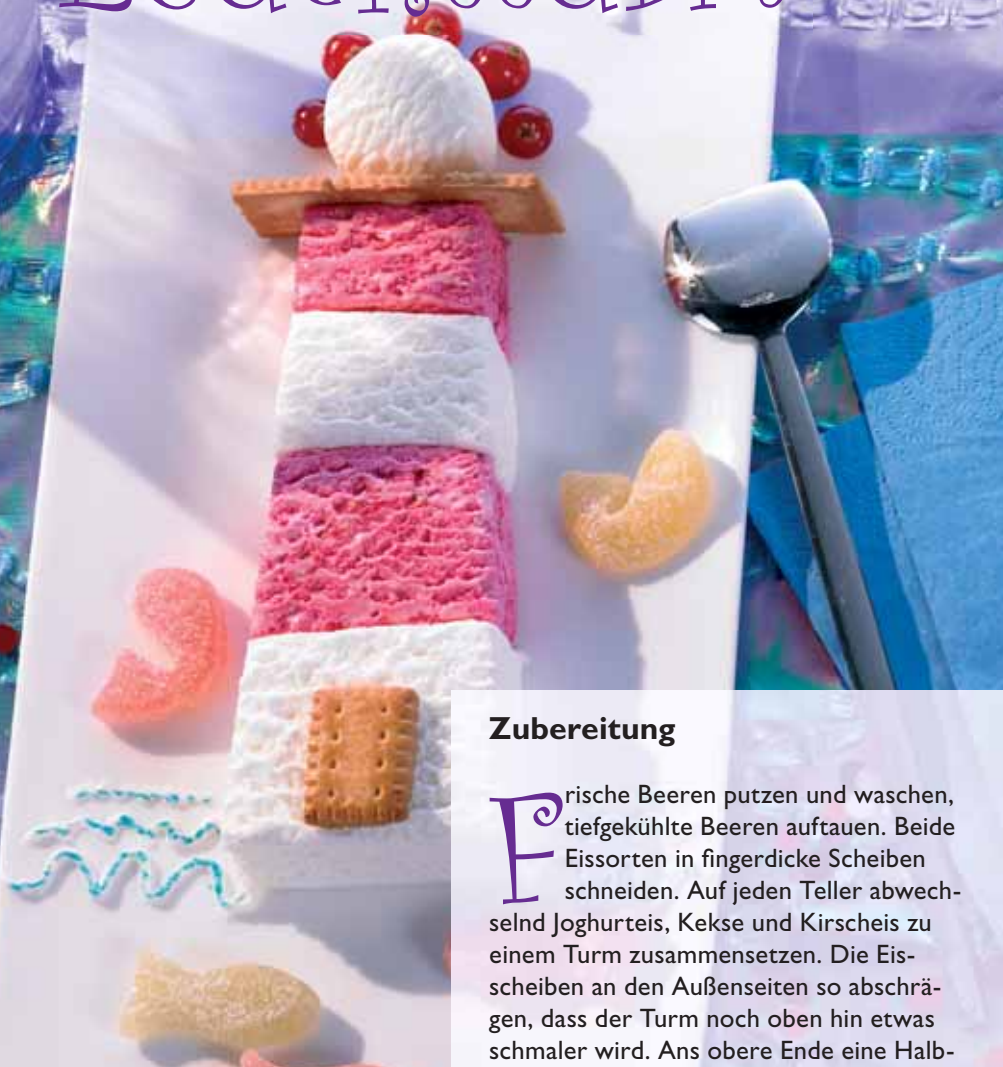 Zubereitung
Frische Beeren putzen und waschen,
tiefgekühlte Beeren auftauen. Beide
Eissorten in fingerdicke Scheiben
schneiden. Auf jeden Teller abwech-
selnd Joghurteis, Kekse und Kirscheis zu
einem Turm zusammensetzen. Die Eis-
scheiben an den Außenseiten so abschrä-
gen, dass der Turm noch oben hin etwas
schmaler wird. Ans obere Ende eine Halb-